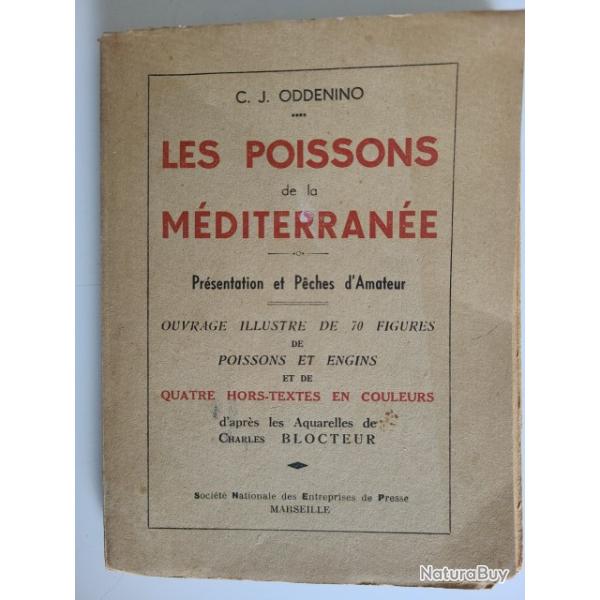 C. J. ODDENINO
LES POISSONS
de la
MÉDITERRANÉE
Présentation et Pêches d'Amateur
OUVRAGE ILLUSTRE DE 70 FIGURES
DE
POISSONS ET ENGINS
ET DE
QUATRE HORS-TEXTES EN COULEURS
d'après les Aquarelles de
CHARLES BLOCTEUR
Société Nationale des Entreprises de Presse
MARSEILLE
NaturaBuy